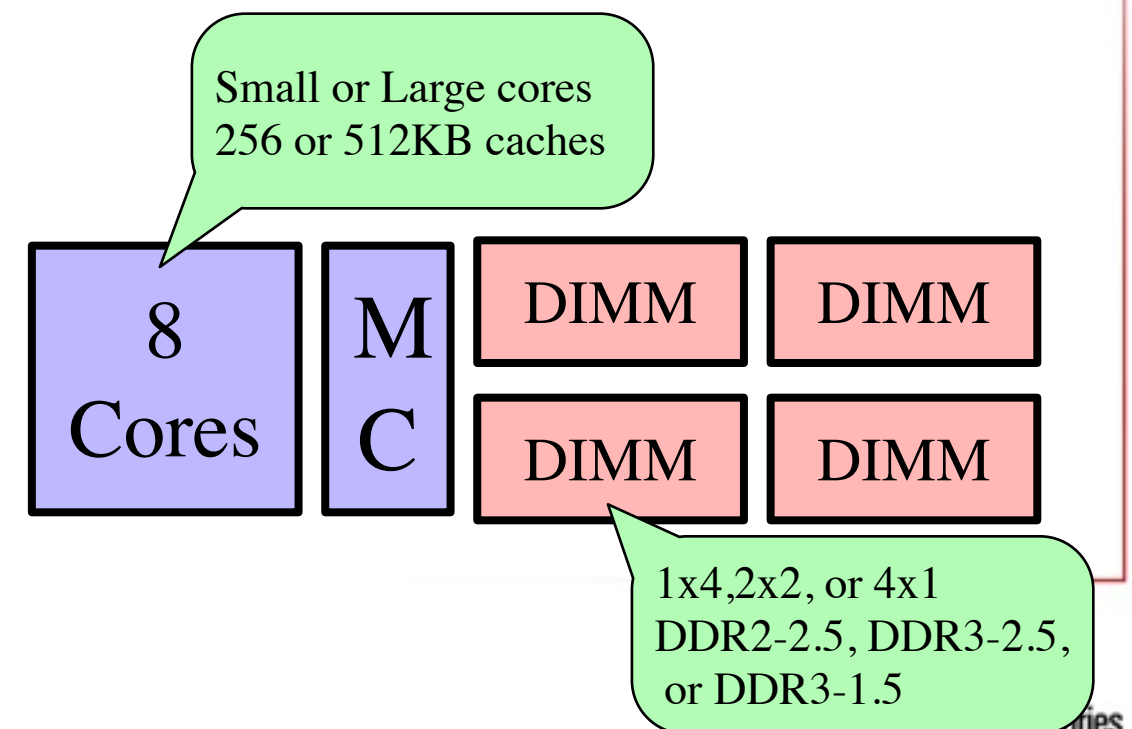 Small or Large cores
256 or 512KB caches
8
Cores
M
C
DIMM DIMM
DIMM DIMM
1x4,2x2, or 4x1
DDR2-2.5, DDR3-2.5,
or DDR3-1.5